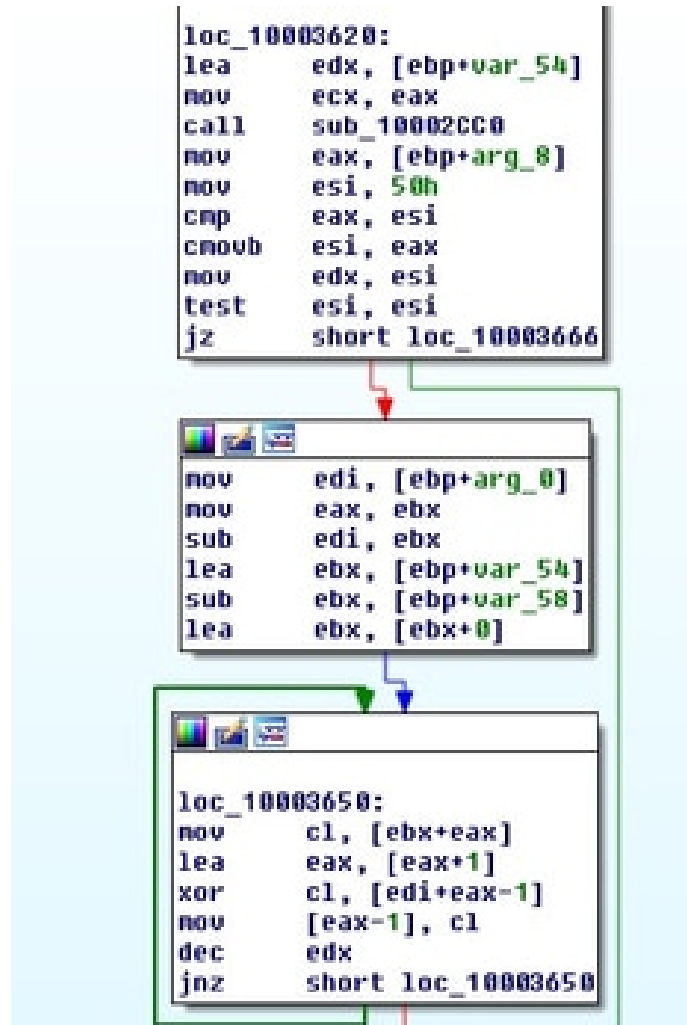 loc_10003620:
lea edx, [ebp+var_54]
mov ecx, eax
call sub_10002CC0
mov eax, [ebp+arg_8]
mov esi, 50h
cmp eax, esi
cmovb esi, eax
mov edx, esi
test esi, esi
jz short loc_10003666
mov edi, [ebp+arg_0]
mov eax, ebx
sub edi, ebx
lea ebx, [ebp+var_54]
sub ebx, [ebp+var_58]
lea ebx, [ebx+0]
loc_10003650:
mov cl, [ebx+eax]
lea eax, [eax+1]
xor cl, [edi+eax-1]
mov [eax-1], cl
dec edx
jnz short loc_10003650